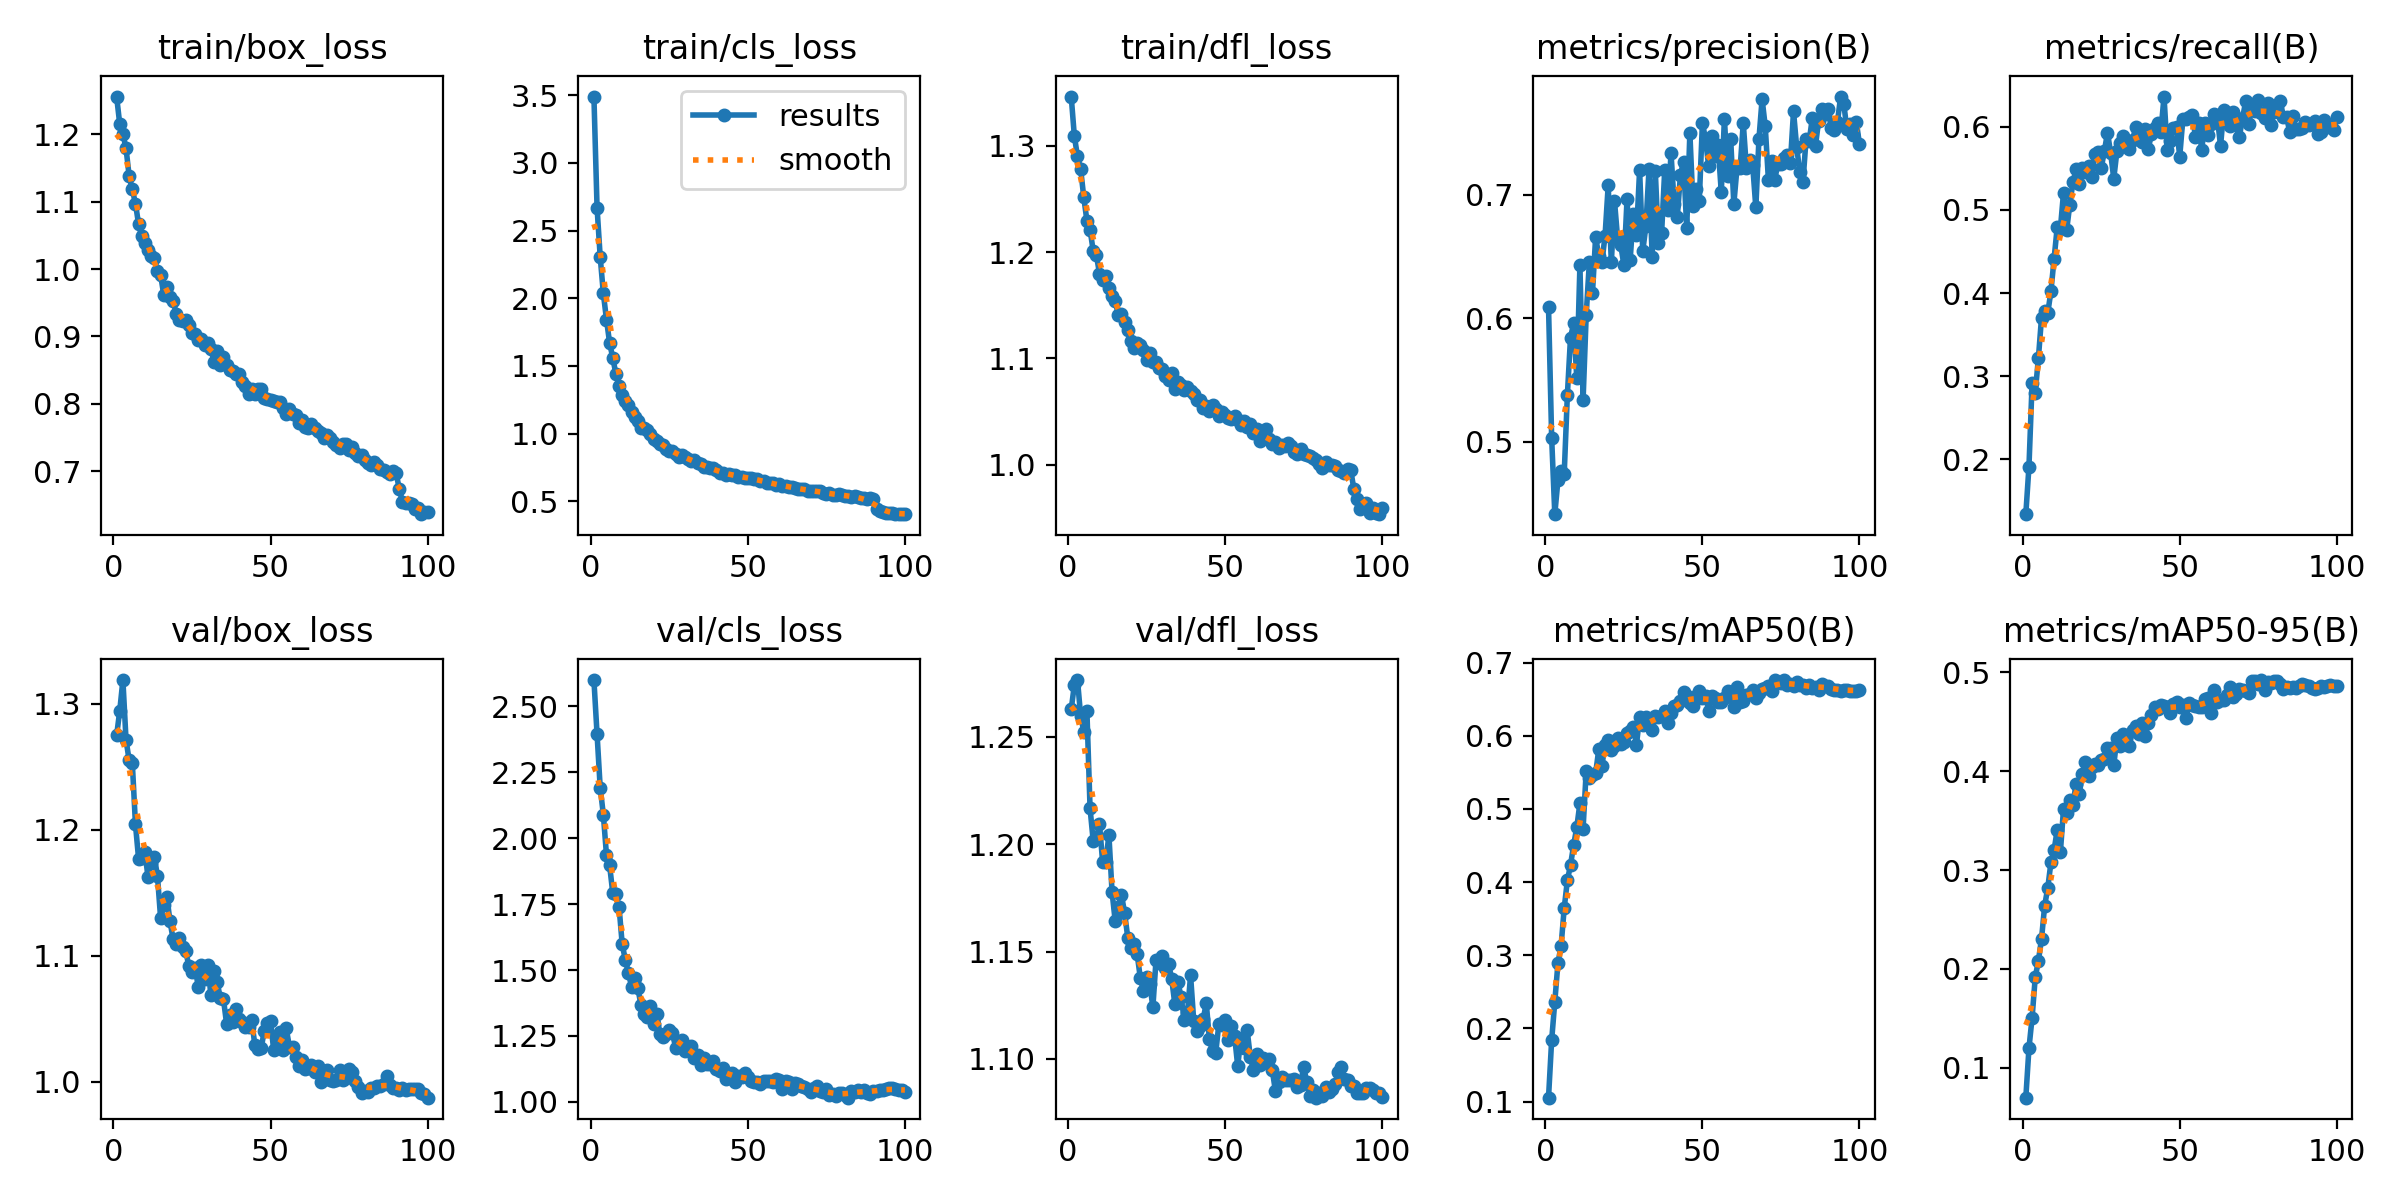 train/box_loss
1.2
1.1
1.0
0.9
0.8
0.7
0 50 100
train/cls_loss
results
smooth
3.5
3.0
2.5
2.0
1.5
1.0
0.5
0 50 100
train/dfl_loss
1.3
1.2
1.1
1.0
0 50 100
metrics/precision(B)
0.7
0.6
0.5
0 50 100
metrics/recall(B)
0.6
0.5
0.4
0.3
0.2
0 50 100
val/box_loss
1.3
1.2
1.1
1.0
0 50 100
val/cls_loss
2.50
2.25
2.00
1.75
1.50
1.25
1.00
0 50 100
val/dfl_loss
1.25
1.20
1.15
1.10
0 50 100
metrics/mAP50(B)
0.7
0.6
0.5
0.4
0.3
0.2
0.1
0 50 100
metrics/mAP50-95(B)
0.5
0.4
0.3
0.2
0.1
0 50 100